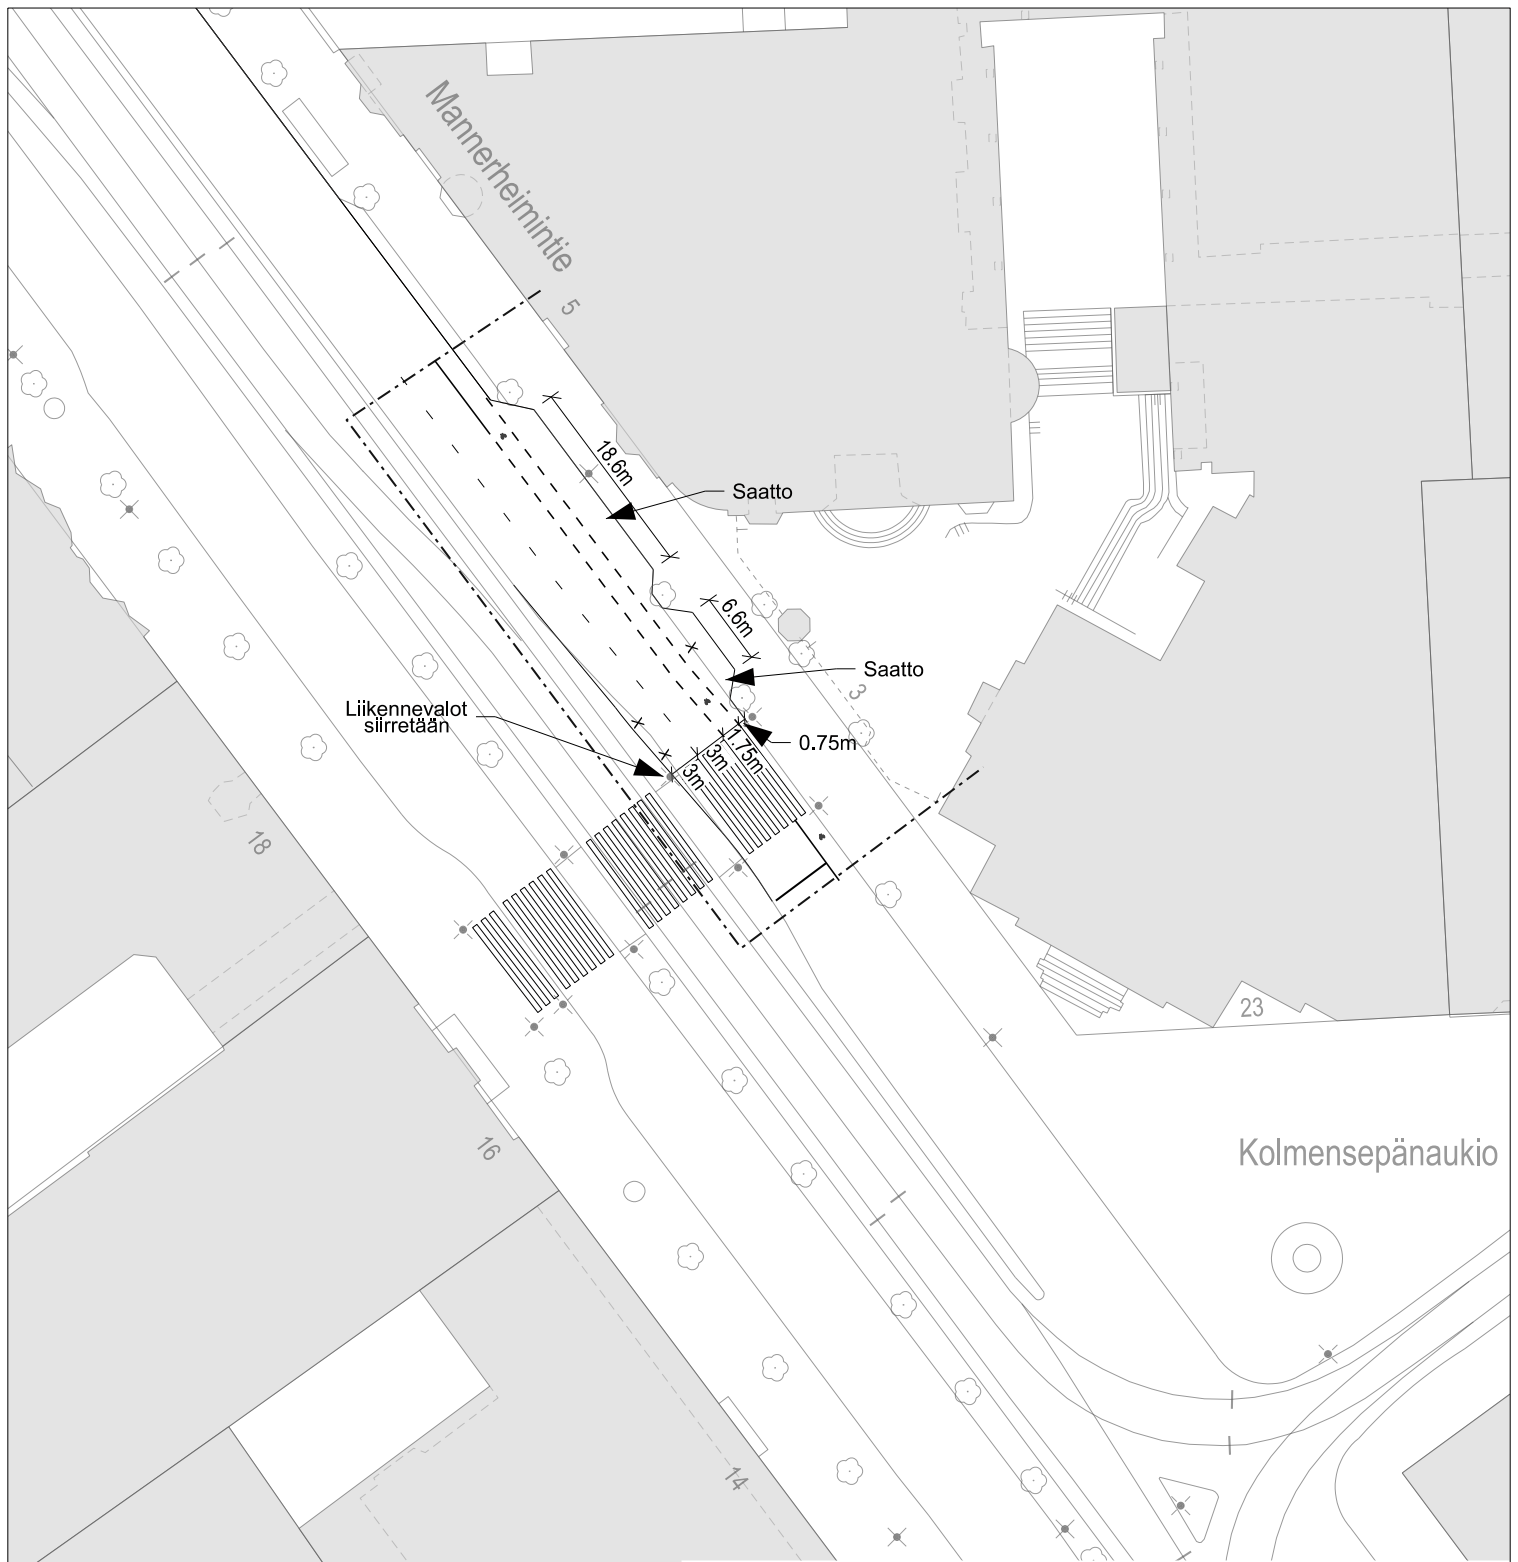 Mannerheimintie
5
18.6m
Saatto
6.6m
Saatto
3
Liikennevalot
siirretään
0.75m
1.75m
3m
3m
18
23
16
Kolmensepänaukio
14